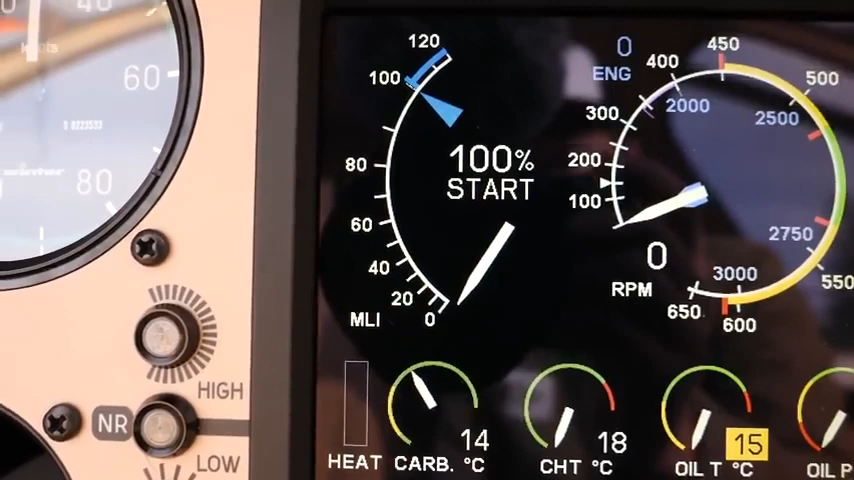 40
80
Knots
60
80
HIGH
NR
LOW
120
100
80
60
40
20
0
MLI
100%
START
0
ENG
450
400
500
300
200
100
2000
2500
2750
3000
550
600
650
0
RPM
HEAT
14
CARB. °C
18
CHT °C
15
OIL T °C
OIL P